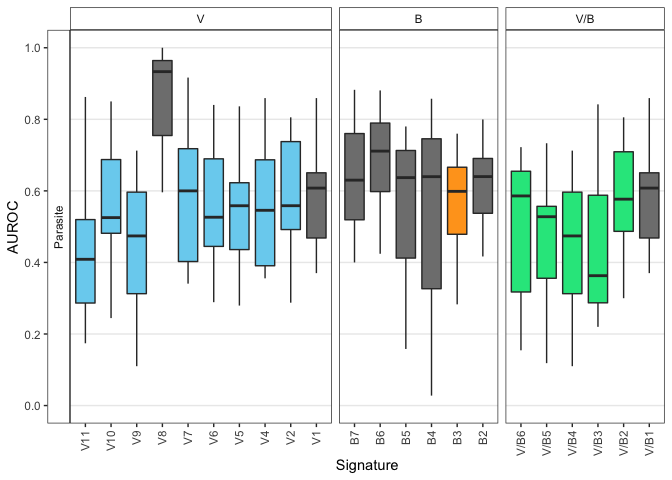 V B V/B
1.0
0.8
0.6
0.4
0.2
0.0
AUROC
Parasite
V11 V10 V9 V8 V7 V6 V5 V4 V2 V1 B7 B6 B5 B4 B3 B2 V/B6 V/B5 V/B4 V/B3 V/B2 V/B1
Signature